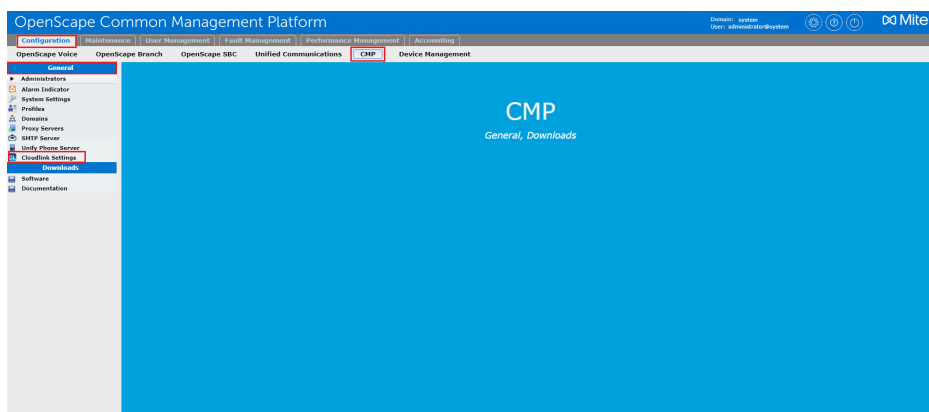 OpenScape Common Management Platform
Domain: system
User: administrator@system
Mite
Configuration Maintenance User Management Fault Management Performance Management Accounting
OpenScape Voice OpenScape Branch OpenScape SBC Unified Communications CMP Device Management
General
Administrators
Alarm Indicator
System Settings
Profiles
Domains
Proxy Servers
SMTP Server
Unify Phone Server
Cloudlink Settings
Downloads
Software
Documentation
CMP
General, Downloads